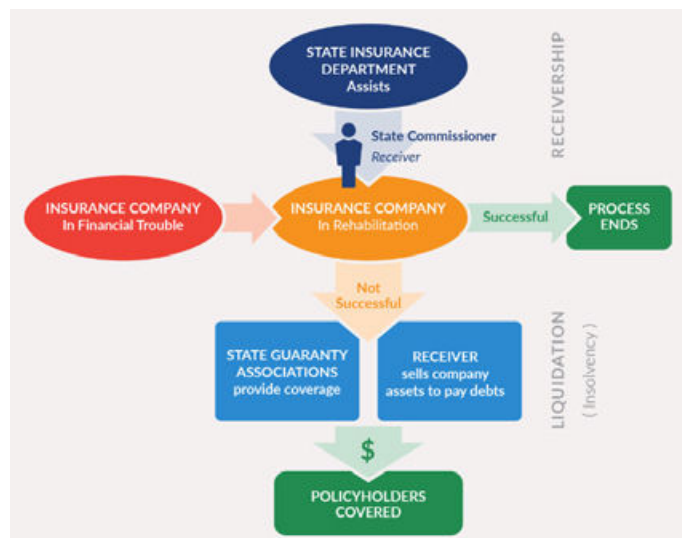 STATE INSURANCE
DEPARTMENT
Assists
RECEIVERSHIP
State Commissioner
Receiver
INSURANCE COMPANY
In Financial Trouble
INSURANCE COMPANY
In Rehabilitation
Successful
PROCESS
ENDS
Not
Successful
STATE GUARANTY
ASSOCIATIONS
provide coverage
RECEIVER
sells company
assets to pay debts
LIQUIDATION
( Insolvency )
$
POLICYHOLDERS
COVERED